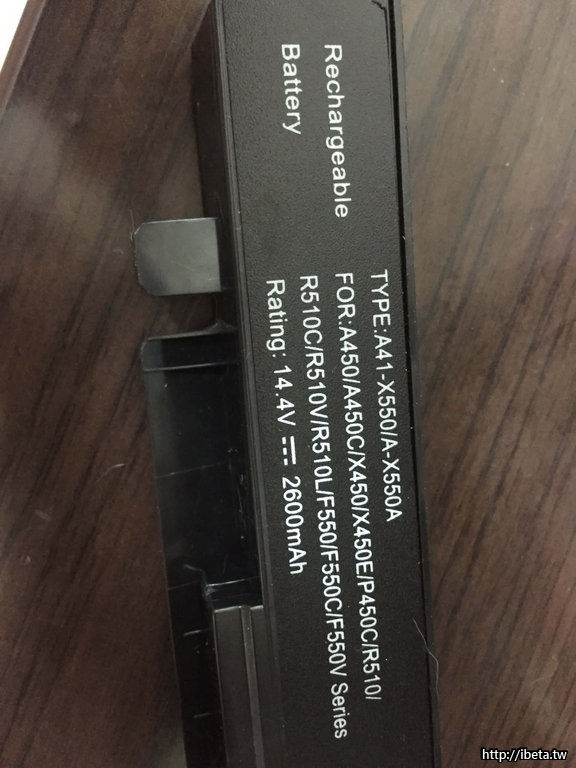 Rechargeable
Battery
TYPE:A41-X550/A-X550A
FOR:A450/A450C/X450/X450E/P450C/R510/
R510C/R510V/R510L/F550/F550C/F550V Series
Rating: 14.4V ⎓ 2600mAh
http://ibeta.tw